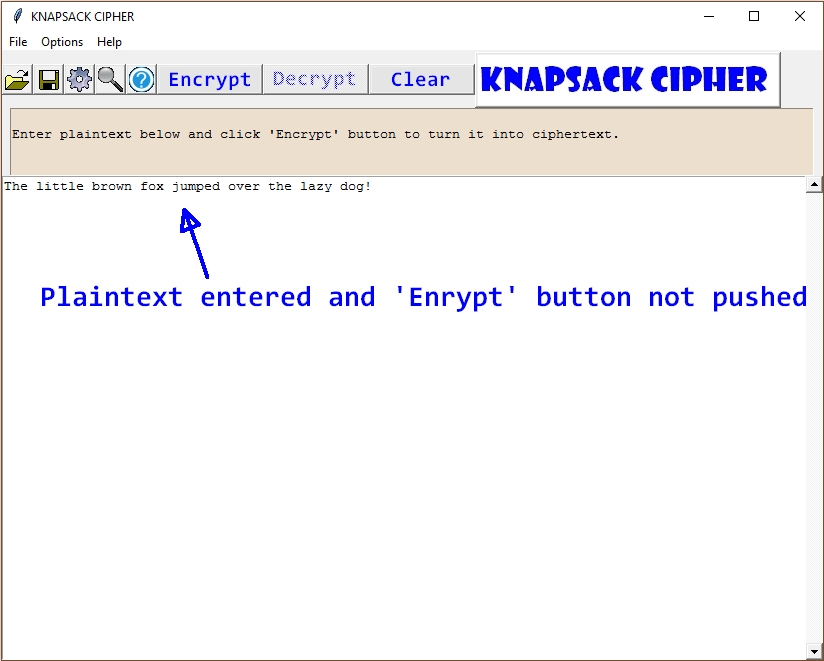 KNAPSACK CIPHER
File Options Help
Encrypt Decrypt Clear KNAPSACK CIPHER
Enter plaintext below and click 'Encrypt' button to turn it into ciphertext.
The little brown fox jumped over the lazy dog!
Plaintext entered and 'Enrypt' button not pushed